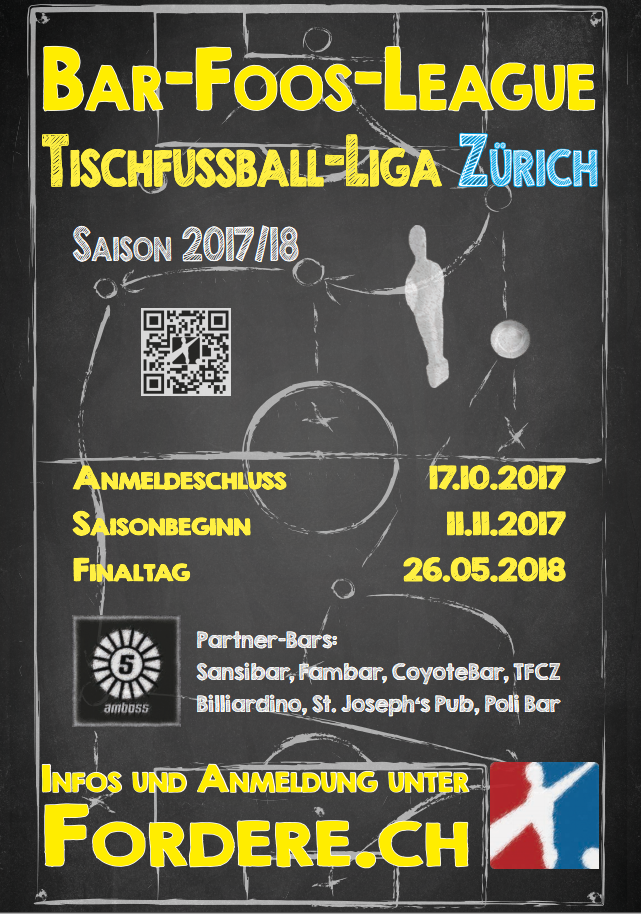 Bar-Foos-League
Tischfussball-Liga Zürich
Saison 2017/18
Anmeldeschluss 17.10.2017
Saisonbeginn 11.11.2017
Finaltag 26.05.2018
5
amboss
Partner-Bars:
Sansibar, Fambar, CoyoteBar, TFCZ
Billiardino, St. Joseph's Pub, Poli Bar
Infos und Anmeldung unter
Fordere.ch